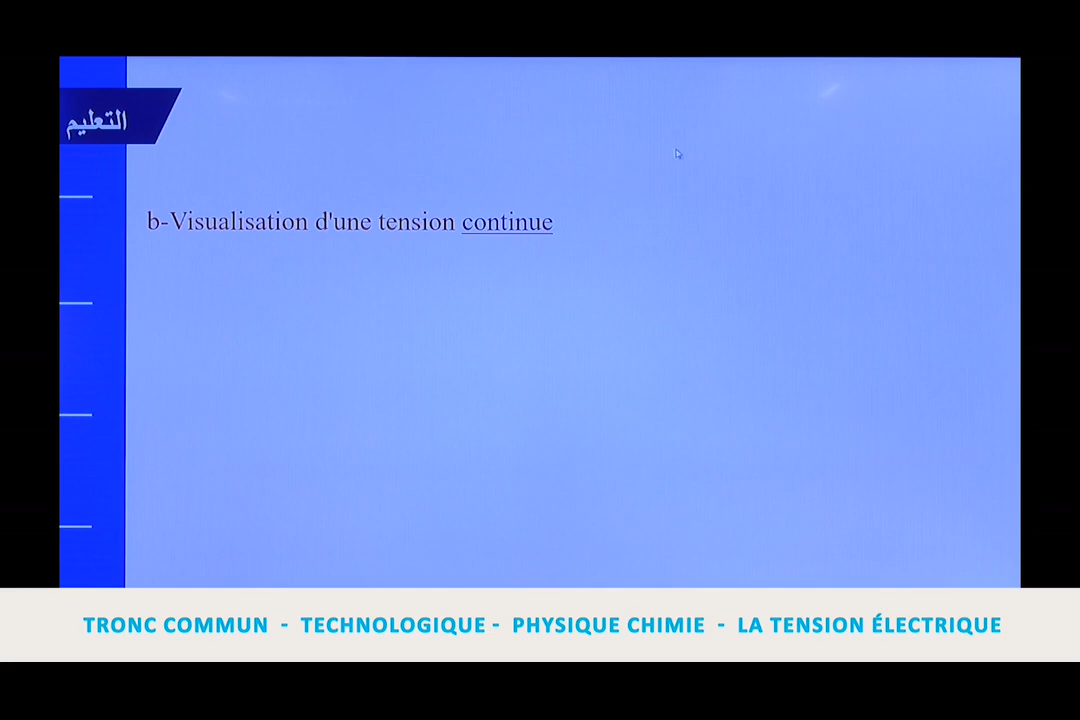 التعليم
b-Visualisation d'une tension continue
TRONC COMMUN - TECHNOLOGIQUE - PHYSIQUE CHIMIE - LA TENSION ÉLECTRIQUE